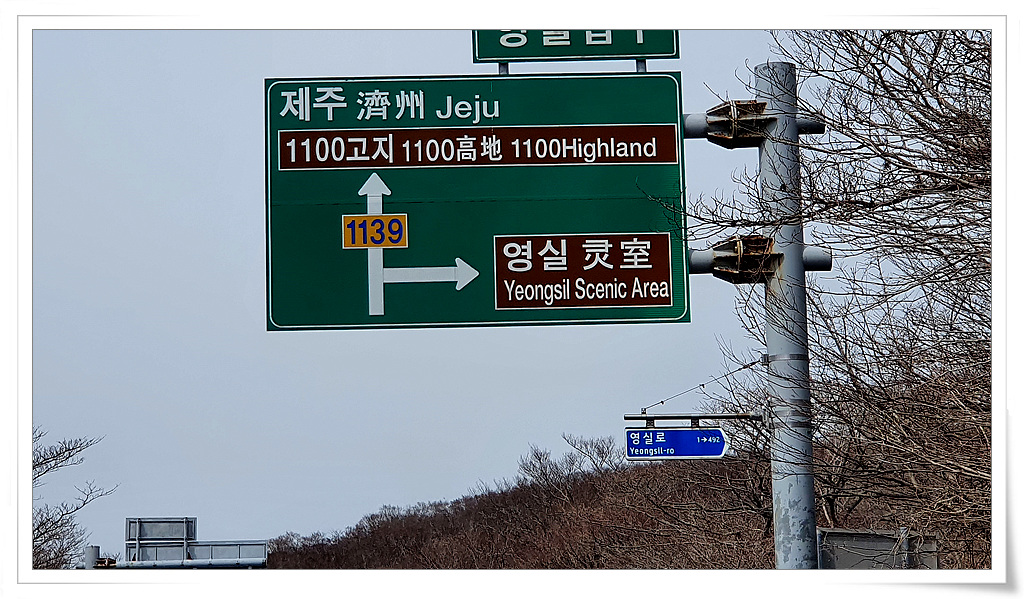 제주 濟州 Jeju
1100고지 1100高地 1100Highland
1139
영실 灵室
Yeongsil Scenic Area
영실로 1→492
Yeongsil-ro